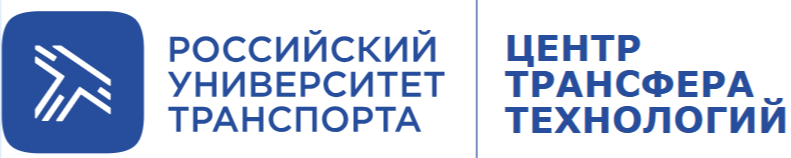 РОССИЙСКИЙ
УНИВЕРСИТЕТ
ТРАНСПОРТА
ЦЕНТР
ТРАНСФЕРА
ТЕХНОЛОГИЙ